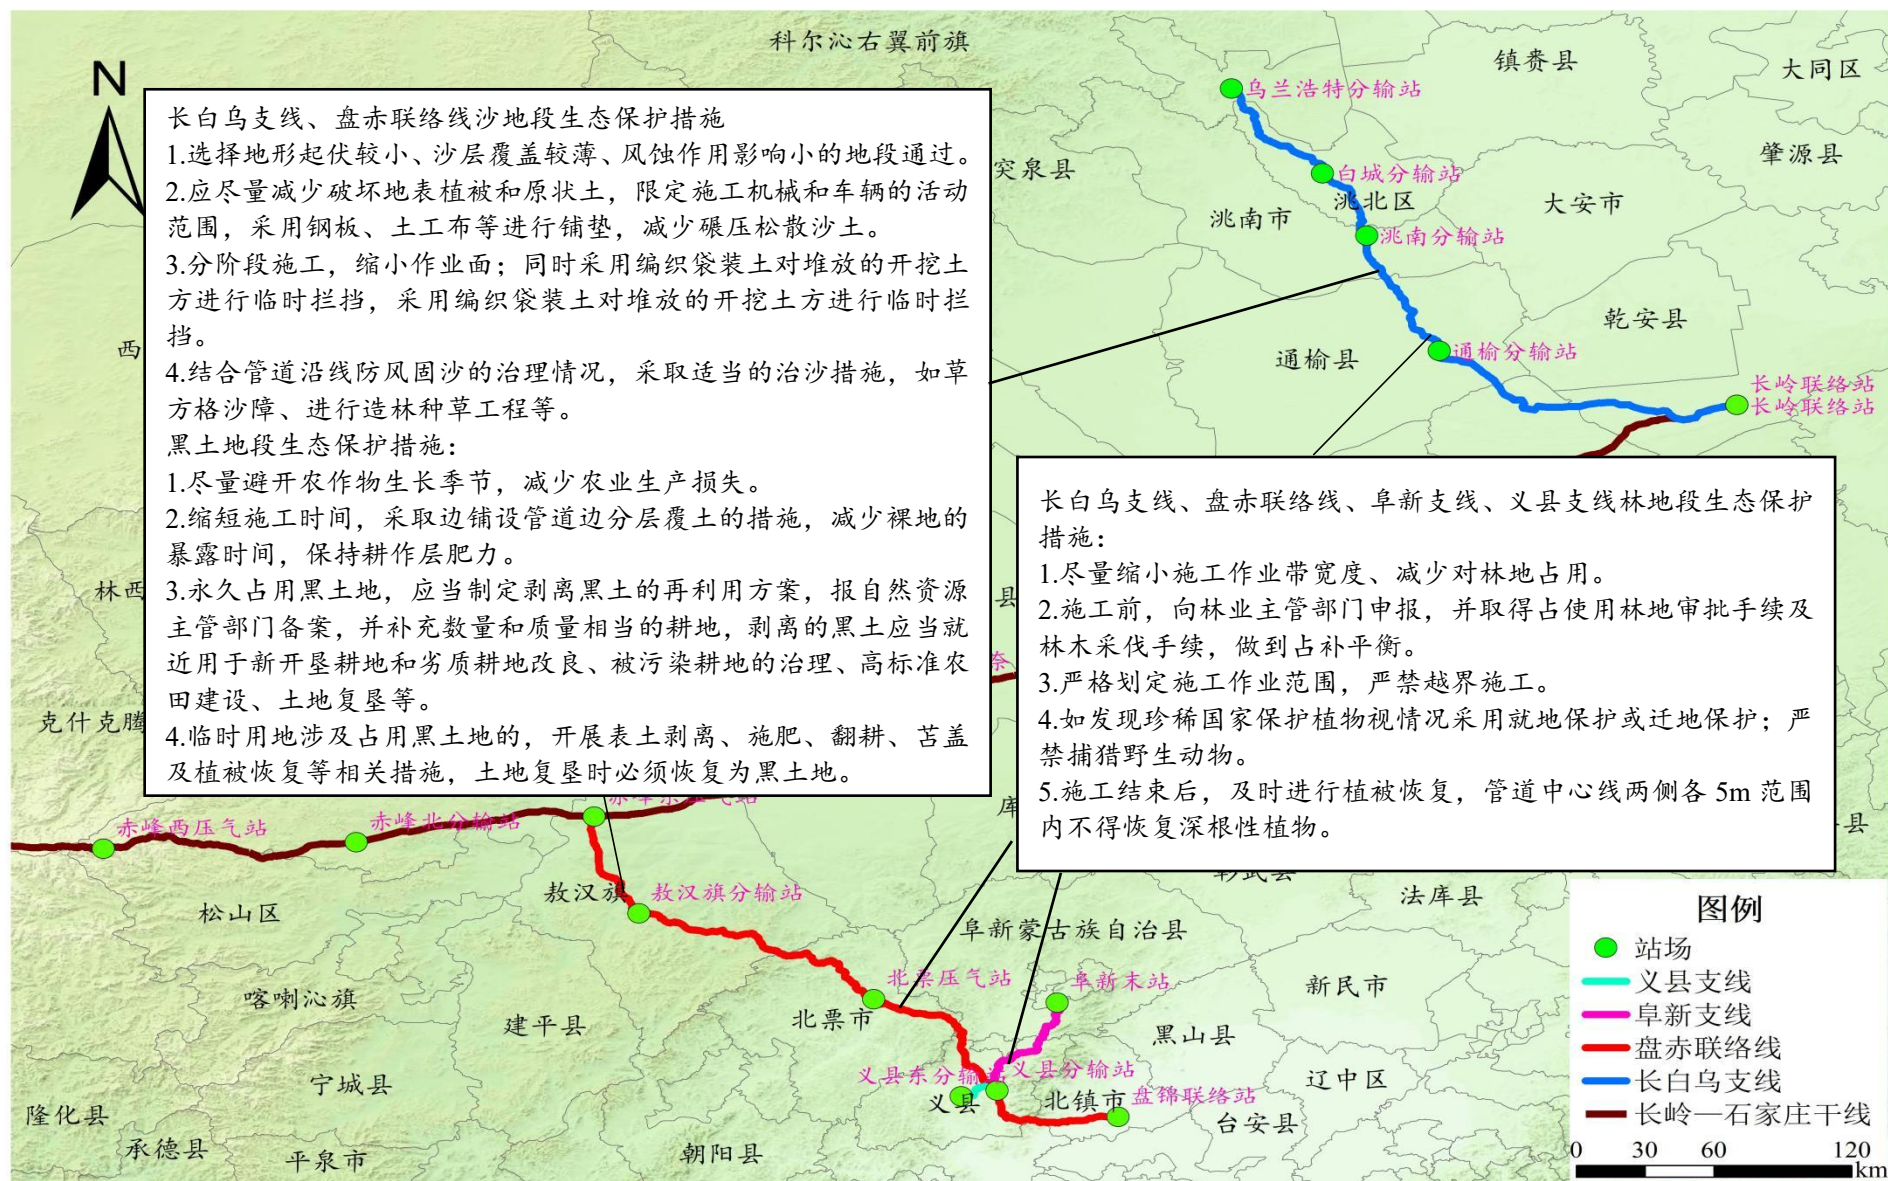 科尔沁右翼前旗
镇赉县
大同区
N
乌兰浩特分输站
长白乌支线、盘赤联络线沙地段生态保护措施
1.选择地形起伏较小、沙层覆盖较薄、风蚀作用影响小的地段通过。
2.应尽量减少破坏地表植被和原状土，限定施工机械和车辆的活动
范围，采用钢板、土工布等进行铺垫，减少碾压松散沙土。
3.分阶段施工，缩小作业面；同时采用编织袋装土对堆放的开挖土
方进行临时拦挡，采用编织袋装土对堆放的开挖土方进行临时拦
挡。
4.结合管道沿线防风固沙的治理情况，采取适当的治沙措施，如草
方格沙障、进行造林种草工程等。
黑土地段生态保护措施：
1.尽量避开农作物生长季节，减少农业生产损失。
2.缩短施工时间，采取边铺设管道边分层覆土的措施，减少裸地的
暴露时间，保持耕作层肥力。
3.永久占用黑土地，应当制定剥离黑土的再利用方案，报自然资源
主管部门备案，并补充数量和质量相当的耕地，剥离的黑土应当就
近用于新开垦耕地和劣质耕地改良、被污染耕地的治理、高标准农
田建设、土地复垦等。
4.临时用地涉及占用黑土地的，开展表土剥离、施肥、翻耕、苫盖
及植被恢复等相关措施，土地复垦时必须恢复为黑土地。
突泉县
白城分输站
肇源县
洮北区
洮南市
大安市
洮南分输站
乾安县
通榆县
通榆分输站
长岭联络站
长岭联络站
西
林西
县
奈
克什克腾
库
县
长白乌支线、盘赤联络线、阜新支线、义县支线林地段生态保护
措施：
1.尽量缩小施工作业带宽度、减少对林地占用。
2.施工前，向林业主管部门申报，并取得占使用林地审批手续及
林木采伐手续，做到占补平衡。
3.严格划定施工作业范围，严禁越界施工。
4.如发现珍稀国家保护植物视情况采用就地保护或迁地保护；严
禁捕猎野生动物。
5.施工结束后，及时进行植被恢复，管道中心线两侧各 5m 范围
内不得恢复深根性植物。
赤峰西压气站
赤峰北分输站
赤峰东压气站
敖汉旗
敖汉旗分输站
彰武县
法库县
松山区
阜新蒙古族自治县
喀喇沁旗
北票压气站
阜新末站
新民市
建平县
北票市
黑山县
宁城县
义县东分输站
义县分输站
辽中区
义县
北镇市
盘锦联络站
隆化县
台安县
承德县
平泉市
朝阳县
图例
站场
义县支线
阜新支线
盘赤联络线
长白乌支线
长岭—石家庄干线
0 30 60 120
km